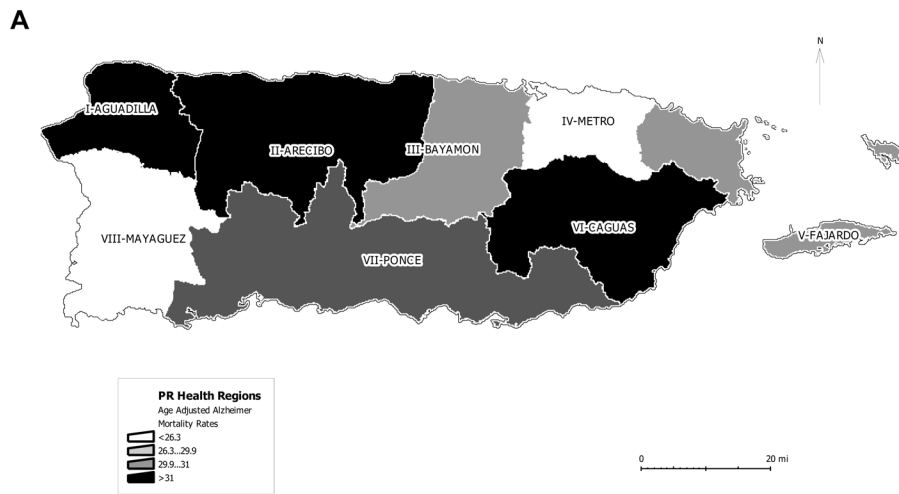 A
N
I-AGUADILLA
IV-METRO
II-ARECIBO
III-BAYAMON
VI-CAGUAS
V-FAJARDO
VIII-MAYAGUEZ
VII-PONCE
PR Health Regions
Age Adjusted Alzheimer
Mortality Rates
<26.3
26.3...29.9
29.9...31
>31
0 20 mi